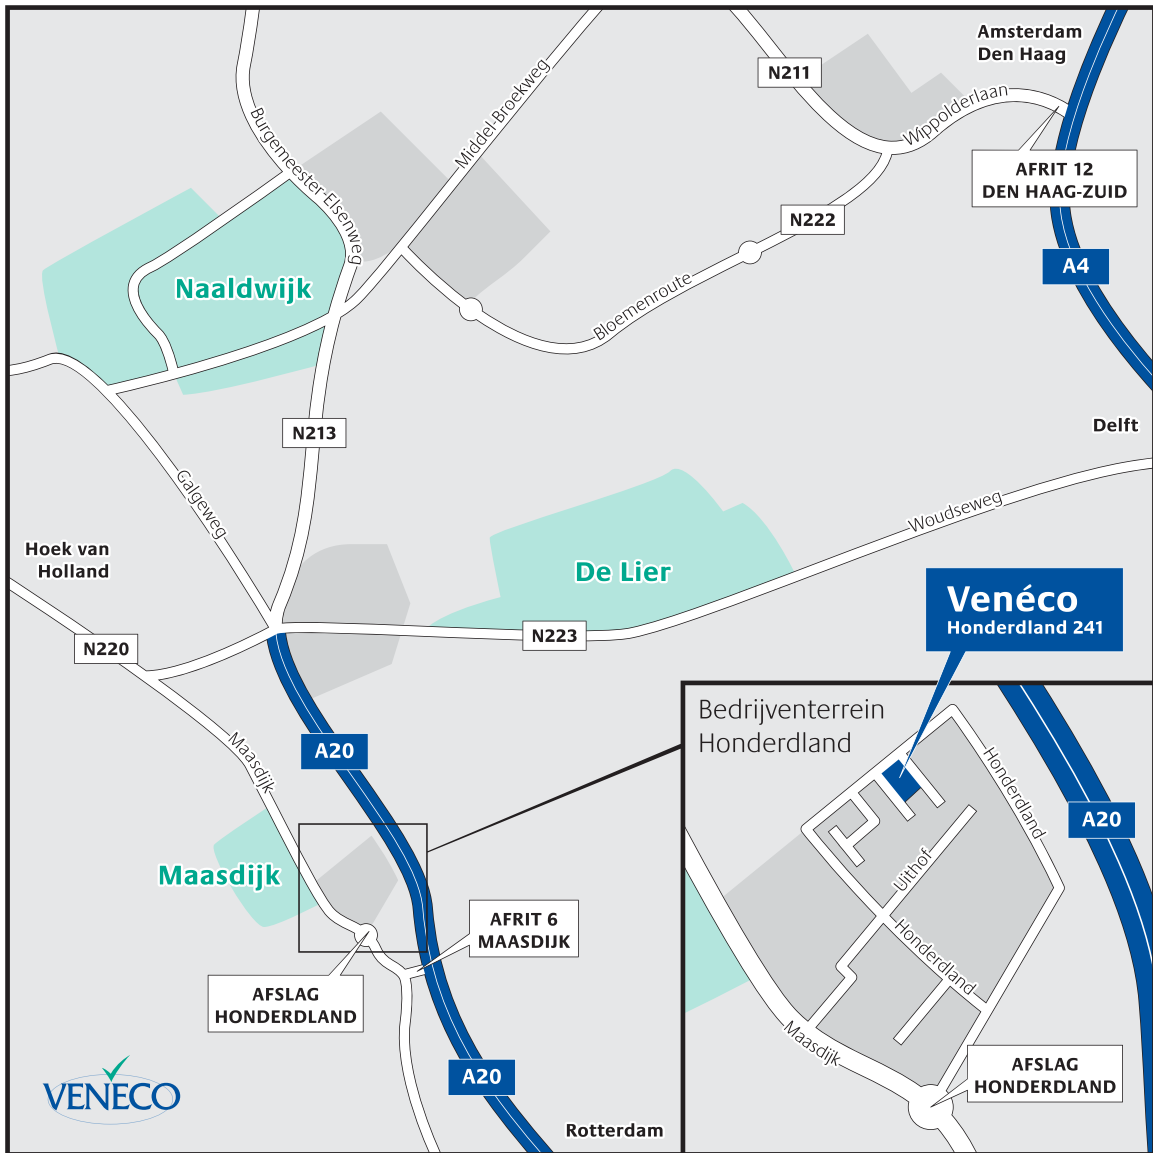 Amsterdam
Den Haag
N211
Wippolderlaan
Middel-Broekweg
Burgemeester-Elsenweg
AFRIT 12
DEN HAAG-ZUID
N222
A4
Naaldwijk
Bloemenroute
Delft
N213
Galgeweg
Woudseweg
Hoek van
Holland
De Lier
Venéco
Honderdland 241
N223
N220
Bedrijventerrein
Honderdland
A20
Maasdijk
Honderdland
A20
Maasdijk
Uithof
AFRIT 6
MAASDIJK
Honderdland
AFSLAG
HONDERDLAND
Maasdijk
AFSLAG
HONDERDLAND
A20
VENÉCO
Rotterdam